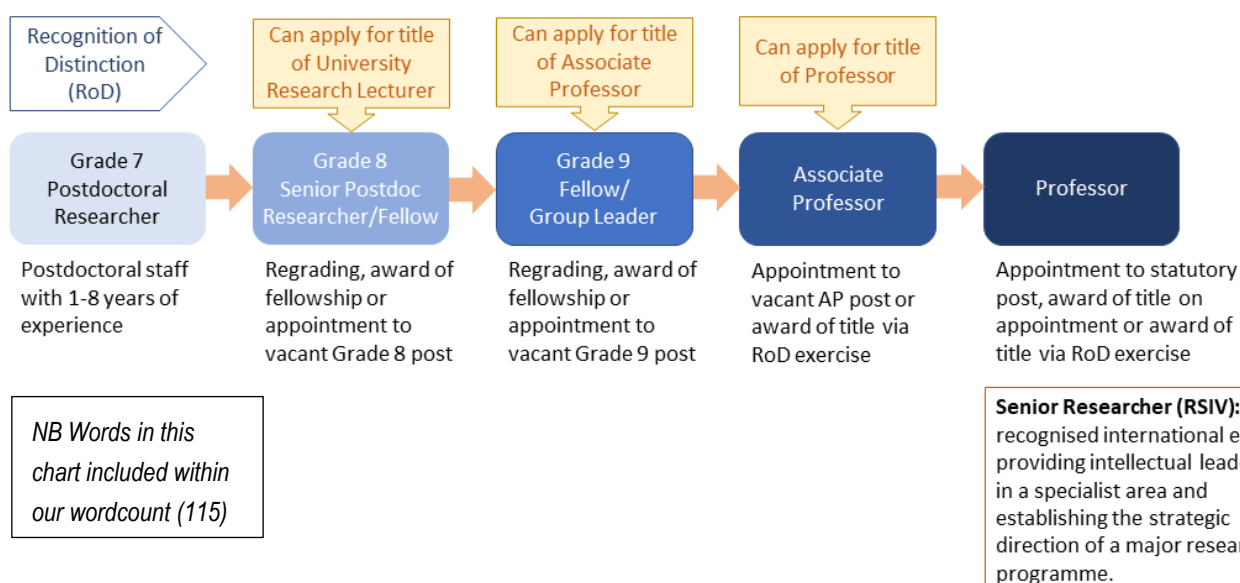 Recognition of
Distinction
(RoD)
Can apply for title
of University
Research Lecturer
Can apply for title
of Associate
Professor
Can apply for title
of Professor
Grade 7
Postdoctoral
Researcher
Grade 8
Senior Postdoc
Researcher/Fellow
Grade 9
Fellow/
Group Leader
Associate
Professor
Professor
Postdoctoral staff
with 1-8 years of
experience
Regrading, award of
fellowship or
appointment to
vacant Grade 8 post
Regrading, award of
fellowship or
appointment to
vacant Grade 9 post
Appointment to
vacant AP post or
award of title via
RoD exercise
Appointment to statutory
post, award of title on
appointment or award of
title via RoD exercise
NB Words in this
chart included within
our wordcount (115)
Senior Researcher (RSIV):
recognised international
providing intellectual
in a specialist area and
establishing the strategic
direction of a major
programme.